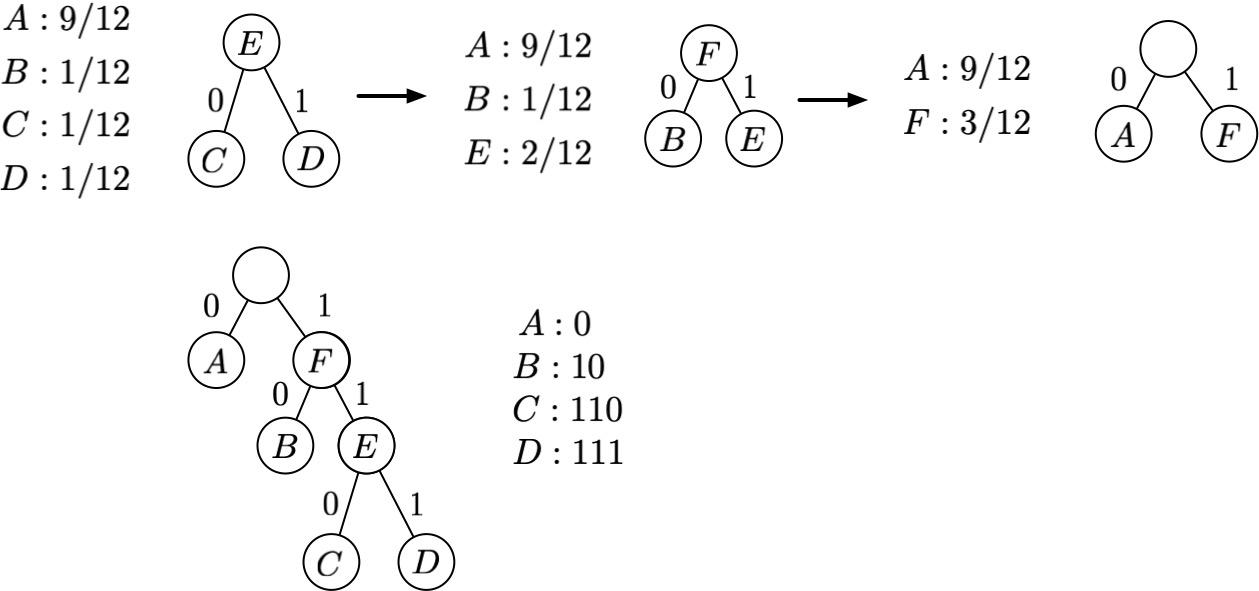 A : 9/12
B : 1/12
C : 1/12
D : 1/12
E
0 1
C D
A : 9/12
B : 1/12
E : 2/12
F
0 1
B E
A : 9/12
F : 3/12
0 1
A F
0 1
A F
0 1
B E
0 1
C D
A : 0
B : 10
C : 110
D : 111